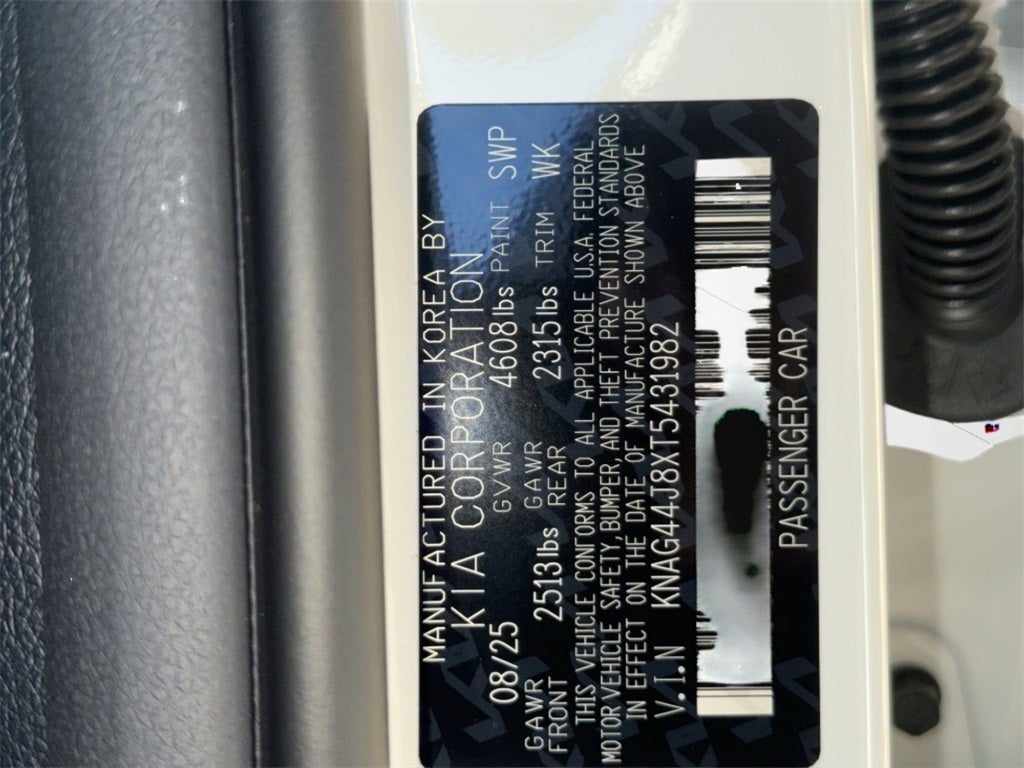 MANUFACTURED IN KOREA BY
KIA CORPORATION
08/25 GVWR 4608lbs PAINT SWP
GAWR FRONT 2513lbs GAWR REAR 2315lbs TRIM WK
THIS VEHICLE CONFORMS TO ALL APPLICABLE U.S.A. FEDERAL
MOTOR VEHICLE SAFETY, BUMPER, AND THEFT PREVENTION STANDARDS
IN EFFECT ON THE DATE OF MANUFACTURE SHOWN ABOVE
V.I.N KNAG44J8XT5431982
PASSENGER CAR